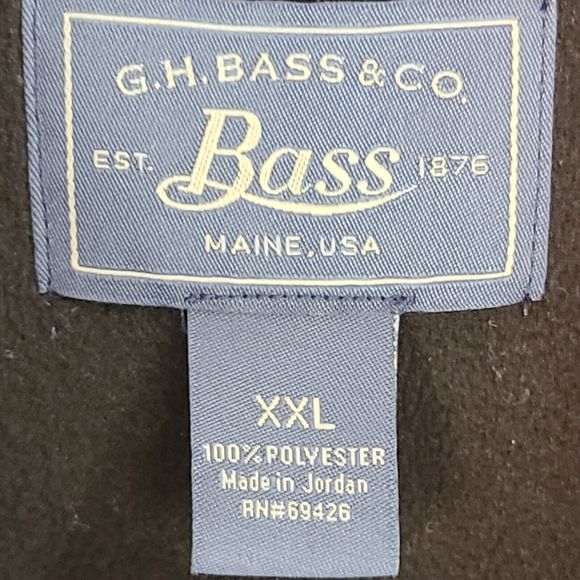 G.H.BASS & CO.
EST. Bass 1876
MAINE, USA
XXL
100% POLYESTER
Made in Jordan
RN#69426